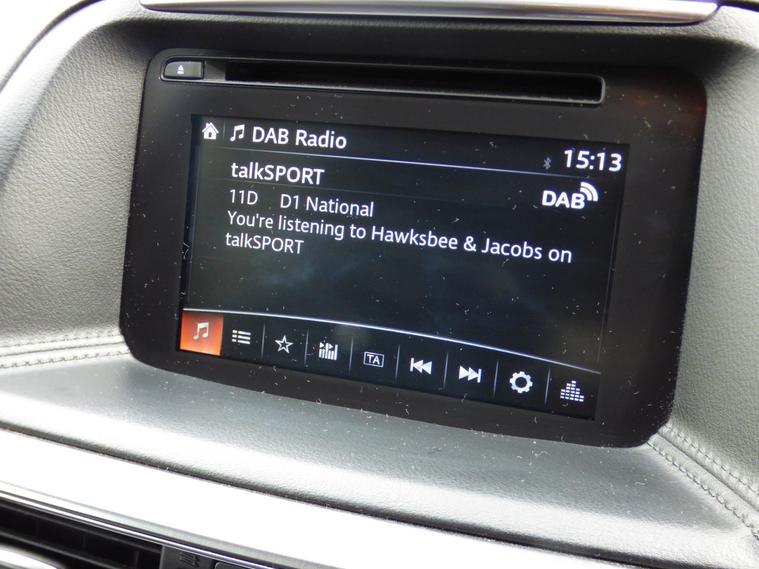 DAB Radio
15:13
talkSPORT
DAB
11D D1 National
You're listening to Hawksbee & Jacobs on
talkSPORT
TA